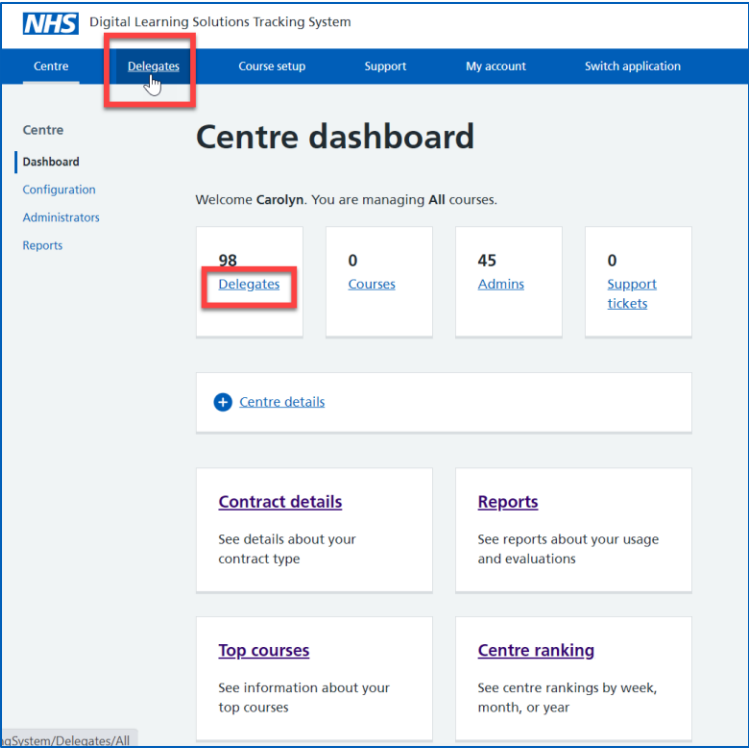 NHS Digital Learning Solutions Tracking System
Centre Delegates Course setup Support My account Switch application
Centre
Dashboard
Configuration
Administrators
Reports
Centre dashboard
Welcome Carolyn. You are managing All courses.
98
Delegates
0
Courses
45
Admins
0
Support
tickets
Centre details
Contract details
See details about your
contract type
Reports
See reports about your usage
and evaluations
Top courses
See information about your
top courses
Centre ranking
See centre rankings by week,
month, or year
ngSystem/Delegates/All